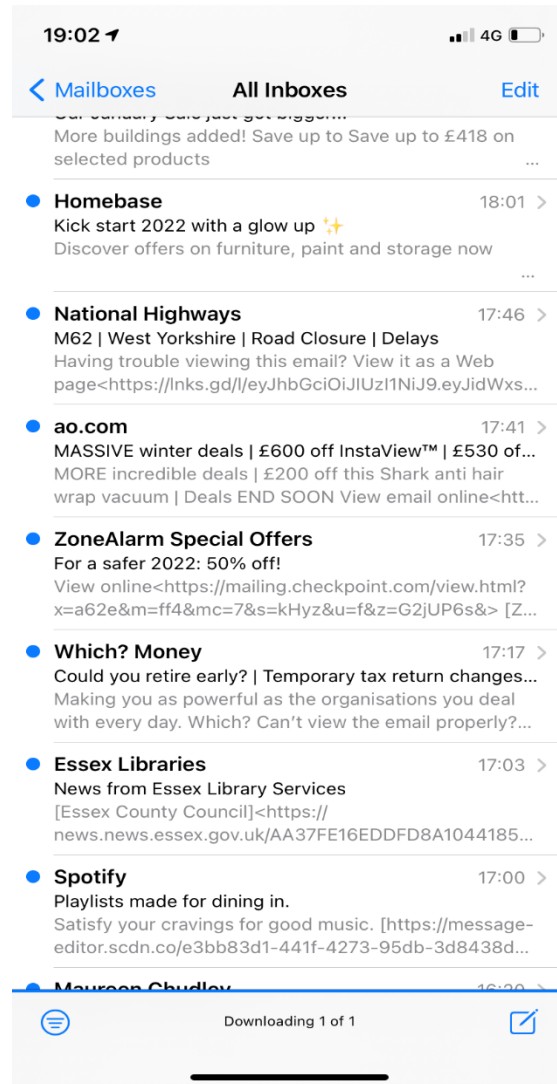 19:02
4G
Mailboxes All Inboxes Edit
Our January Sale just got bigger...
More buildings added! Save up to Save up to £418 on
selected products ...
Homebase 18:01
Kick start 2022 with a glow up ✨
Discover offers on furniture, paint and storage now
...
National Highways 17:46
M62 | West Yorkshire | Road Closure | Delays
Having trouble viewing this email? View it as a Web
page<https://lnks.gd/l/eyJhbGciOiJIUzI1NiJ9.eyJidWxs...
ao.com 17:41
MASSIVE winter deals | £600 off InstaView™ | £530 of...
MORE incredible deals | £200 off this Shark anti hair
wrap vacuum | Deals END SOON View email online<htt...
ZoneAlarm Special Offers 17:35
For a safer 2022: 50% off!
View online<https://mailing.checkpoint.com/view.html?
x=a62e&m=ff4&mc=7&s=kHyz&u=f&z=G2jUP6s&> [Z...
Which? Money 17:17
Could you retire early? | Temporary tax return changes...
Making you as powerful as the organisations you deal
with every day. Which? Can't view the email properly?...
Essex Libraries 17:03
News from Essex Library Services
[Essex County Council]<https://
news.news.essex.gov.uk/AA37FE16EDDFD8A1044185...
Spotify 17:00
Playlists made for dining in.
Satisfy your cravings for good music. [https://message-
editor.scdn.co/e3bb83d1-441f-4273-95db-3d8438d...
Maureen Chudley 16:30
Downloading 1 of 1